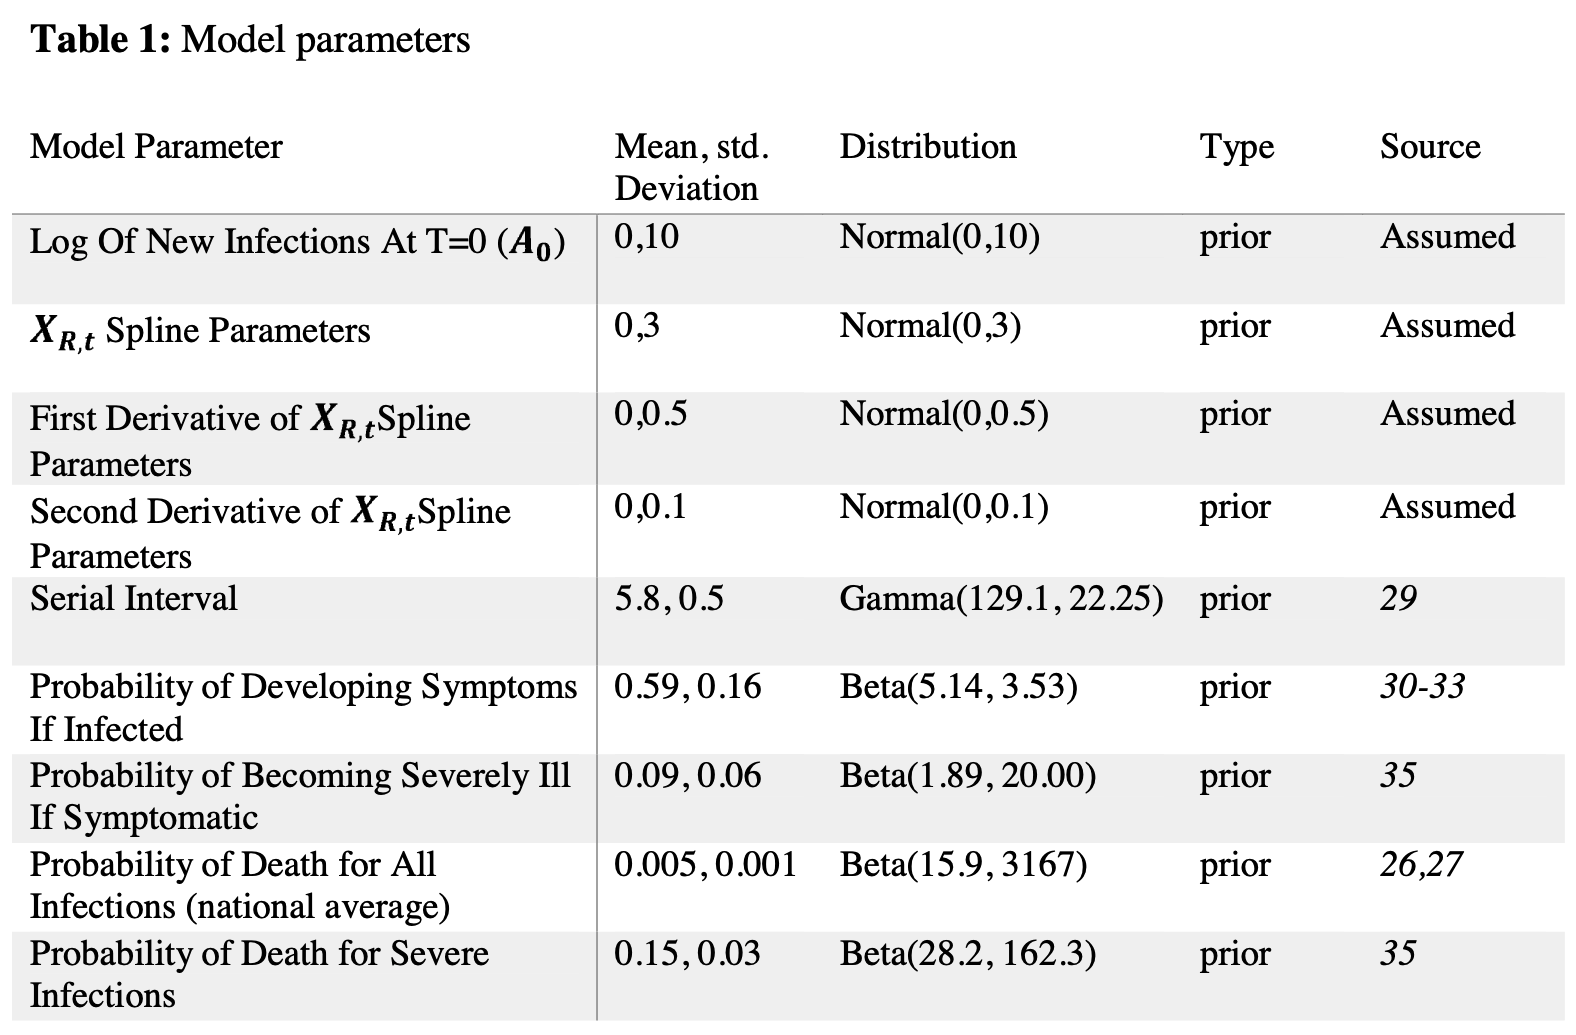 Table 1: Model parameters
Model Parameter Mean, std. Deviation Distribution Type Source
Log Of New Infections At T=0 (A₀) 0,10 Normal(0,10) prior Assumed
X_R,t Spline Parameters 0,3 Normal(0,3) prior Assumed
First Derivative of X_R,tSpline 0,0.5 Normal(0,0.5) prior Assumed
Parameters
Second Derivative of X_R,tSpline 0,0.1 Normal(0,0.1) prior Assumed
Parameters
Serial Interval 5.8, 0.5 Gamma(129.1, 22.25) prior 29
Probability of Developing Symptoms 0.59, 0.16 Beta(5.14, 3.53) prior 30-33
If Infected
Probability of Becoming Severely Ill 0.09, 0.06 Beta(1.89, 20.00) prior 35
If Symptomatic
Probability of Death for All 0.005, 0.001 Beta(15.9, 3167) prior 26,27
Infections (national average)
Probability of Death for Severe 0.15, 0.03 Beta(28.2, 162.3) prior 35
Infections